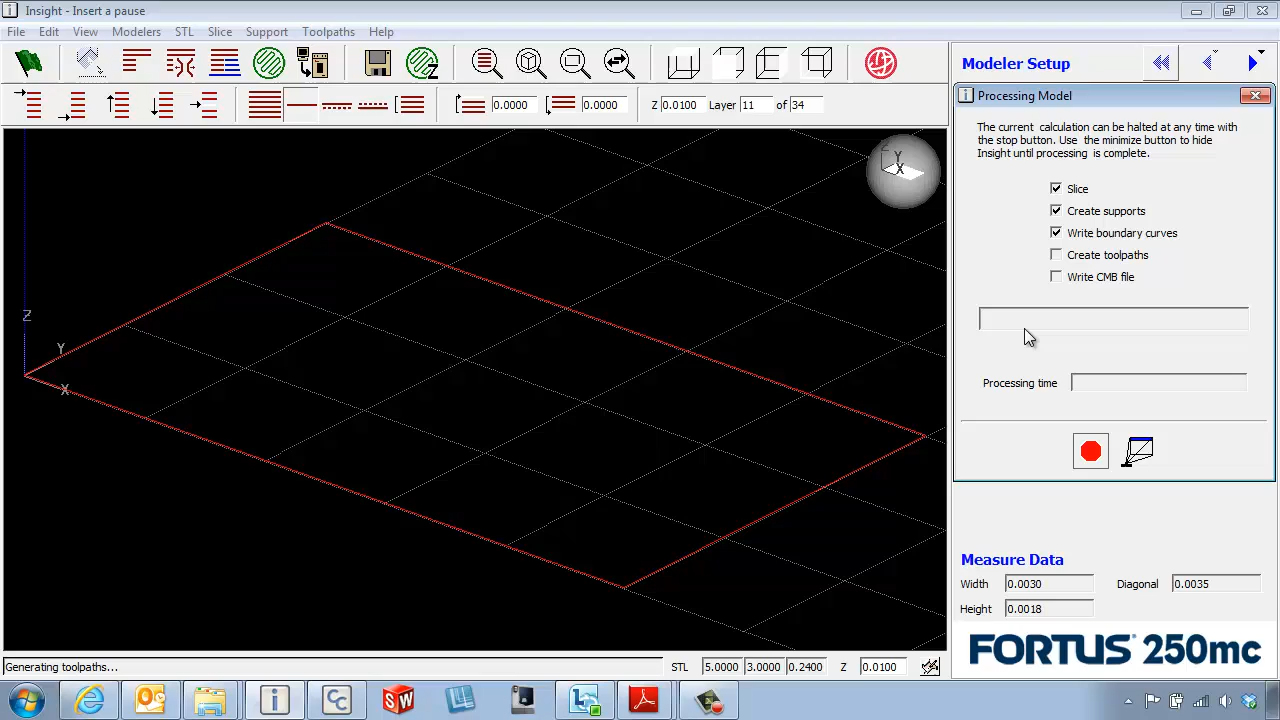 Insight - Insert a pause
File Edit View Modelers STL Slice Support Toolpaths Help
Z
0.0000 0.0000 Z 0.0100 Layer 11 of 34
Modeler Setup
Processing Model
The current calculation can be halted at any time with
the stop button. Use the minimize button to hide
Insight until processing is complete.
Slice
Create supports
Write boundary curves
Create toolpaths
Write CMB file
Processing time
Z
Y
X
Z
Y
X
Measure Data
Width 0.0030 Diagonal 0.0035
Height 0.0018
FORTUS 250mc
Generating toolpaths... STL 5.0000 3.0000 0.2400 Z 0.0100
CC SW